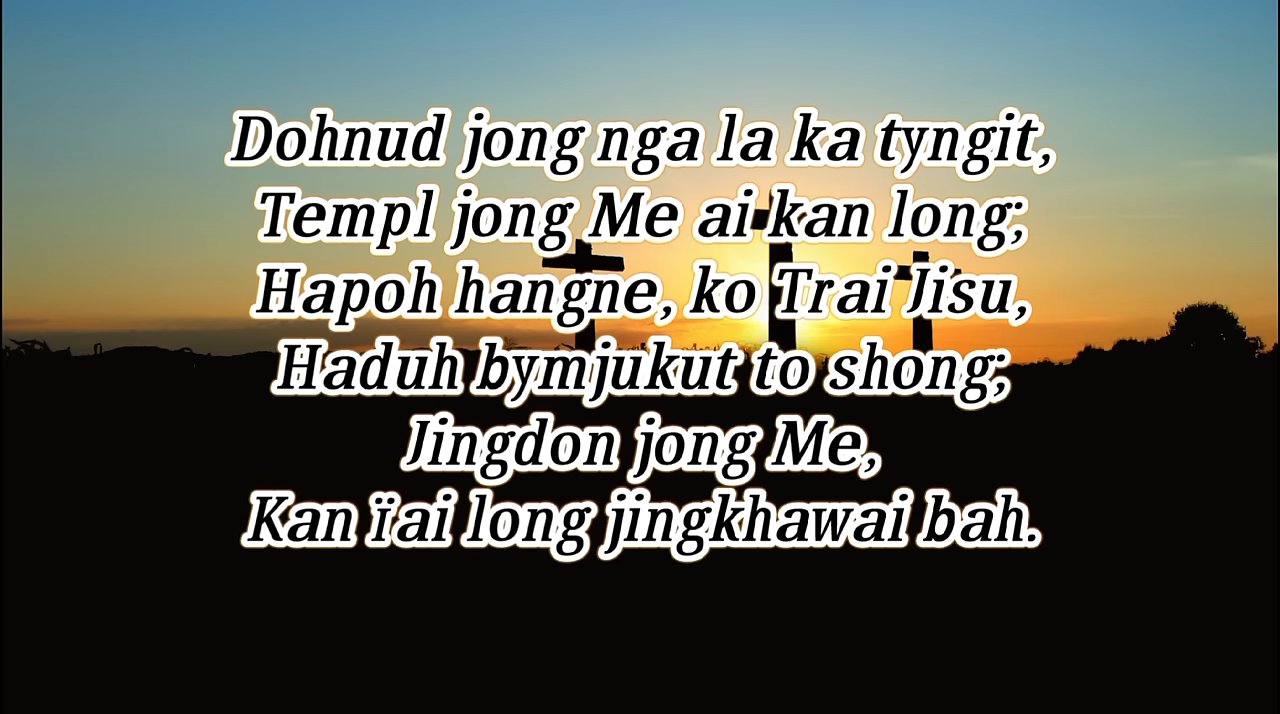 Dohnud jong nga la ka tyngit,
Templ jong Me ai kan long;
Hapoh hangne, ko Trai Jisu,
Haduh bymjukut to shong;
Jingdon jong Me,
Kan ïai long jingkhawai bah.